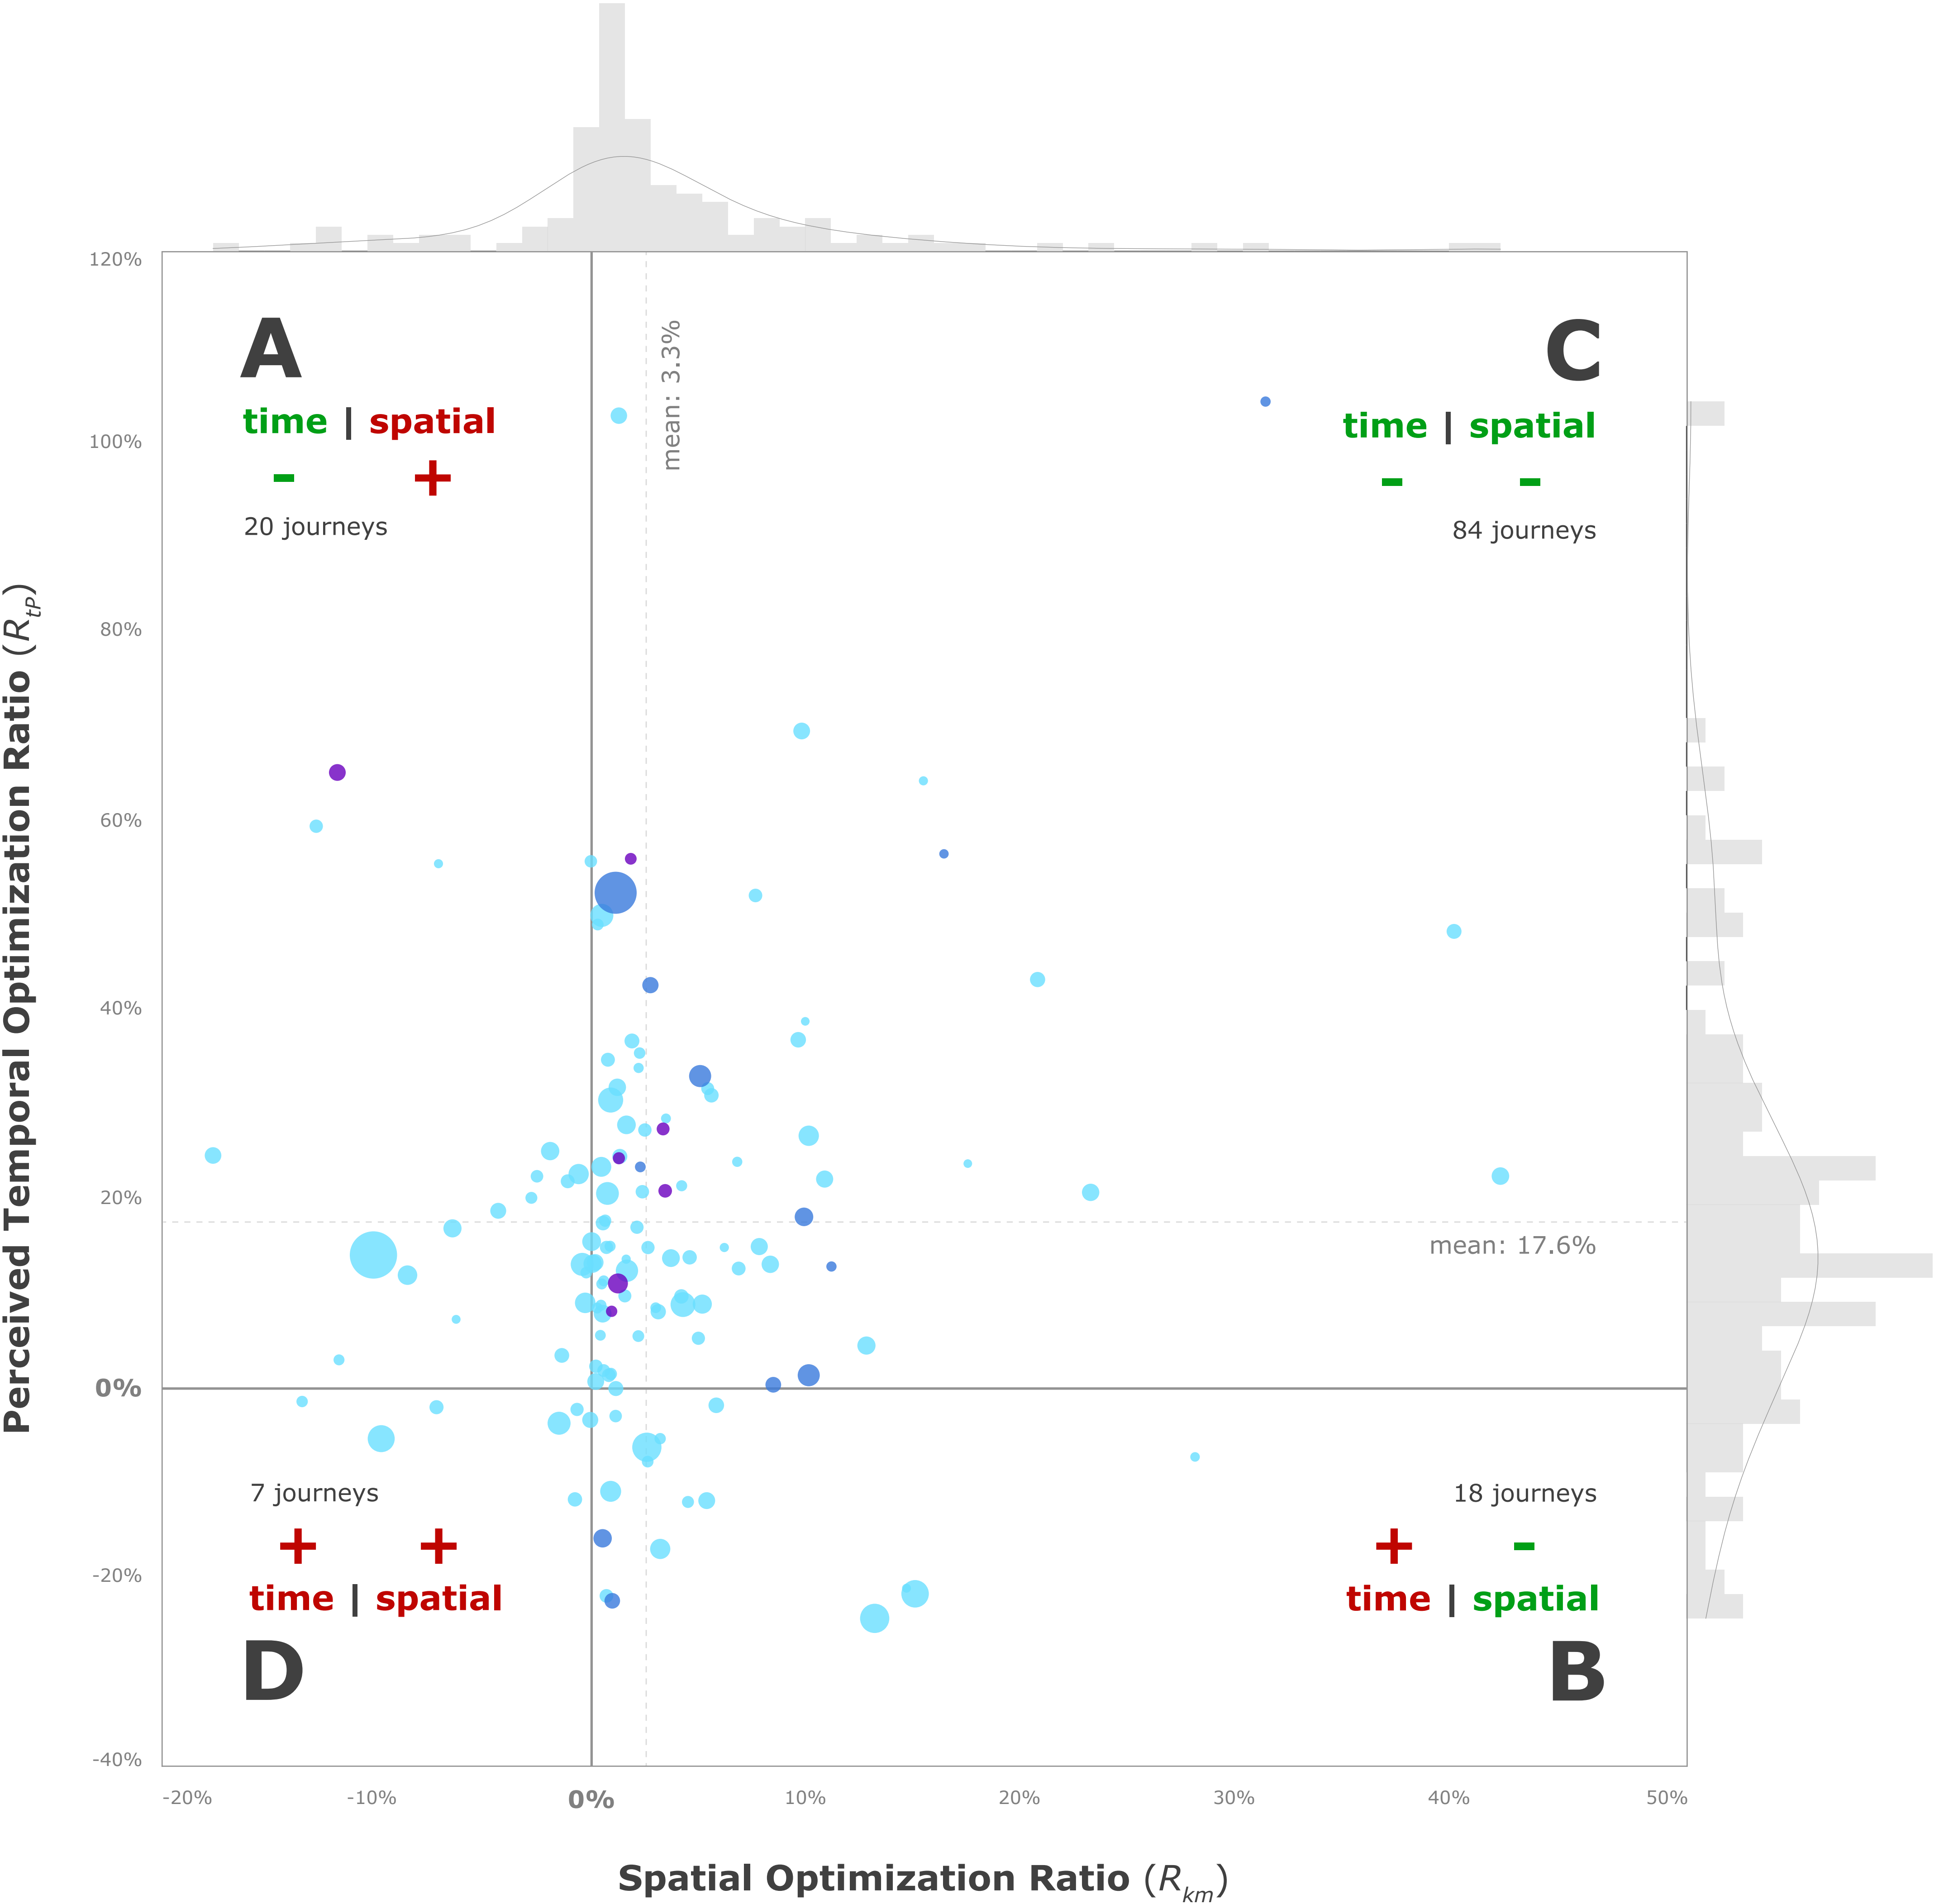 120%
100%
80%
60%
40%
20%
0%
-20%
-40%
Perceived Temporal Optimization Ratio (RtP)
A
time | spatial
- +
20 journeys
mean: 3.3%
C
time | spatial
- -
84 journeys
mean: 17.6%
7 journeys
+ +
time | spatial
D
18 journeys
+ -
time | spatial
B
-20% -10% 0% 10% 20% 30% 40% 50%
Spatial Optimization Ratio (Rkm)